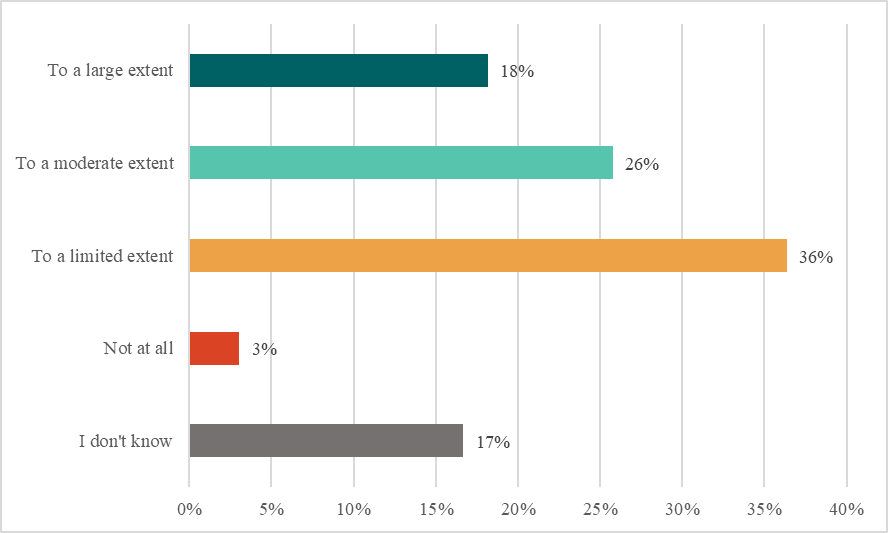 To a large extent 18%
To a moderate extent 26%
To a limited extent 36%
Not at all 3%
I don't know 17%
0% 5% 10% 15% 20% 25% 30% 35% 40%